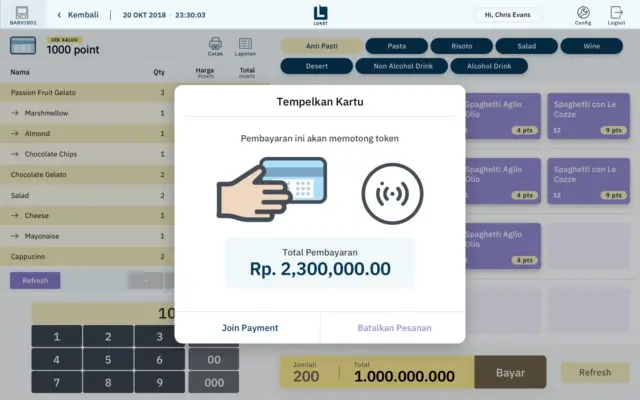 BARVIB01
Kembali
20 OKT 2018 - 23:30:03
LOKET
Hi, Chris Evans
Config
Logout
CEK SALDO
1000 point
Cetak
Laporan
Nama
Qty
Harga
POINTS
Total
POINTS
Passion Fruit Gelato 3
→ Marshmellow 1
→ Almond 1
→ Chocolate Chips 1
Chocolate Gelato 2
Salad 2
→ Cheese 1
→ Mayonaise 1
Cappucino 2
Refresh
-
10
1 2 3
4 5 6 00
7 8 9 000
Anti Pasti
Pasta
Risoto
Salad
Wine
Desert
Non Alcohol Drink
Alcohol Drink
Spaghetti Aglio
Olio
4 pts
Spaghetti con Le
Cozze
12
9 pts
Spaghetti Aglio
Olio
4 pts
Spaghetti con Le
Cozze
12
9 pts
Spaghetti Aglio
Olio
4 pts
Tempelkan Kartu
Pembayaran ini akan memotong token
Total Pembayaran
Rp. 2,300,000.00
Join Payment
Batalkan Pesanan
Jumlah
200
Total
1.000.000.000
Bayar
Refresh